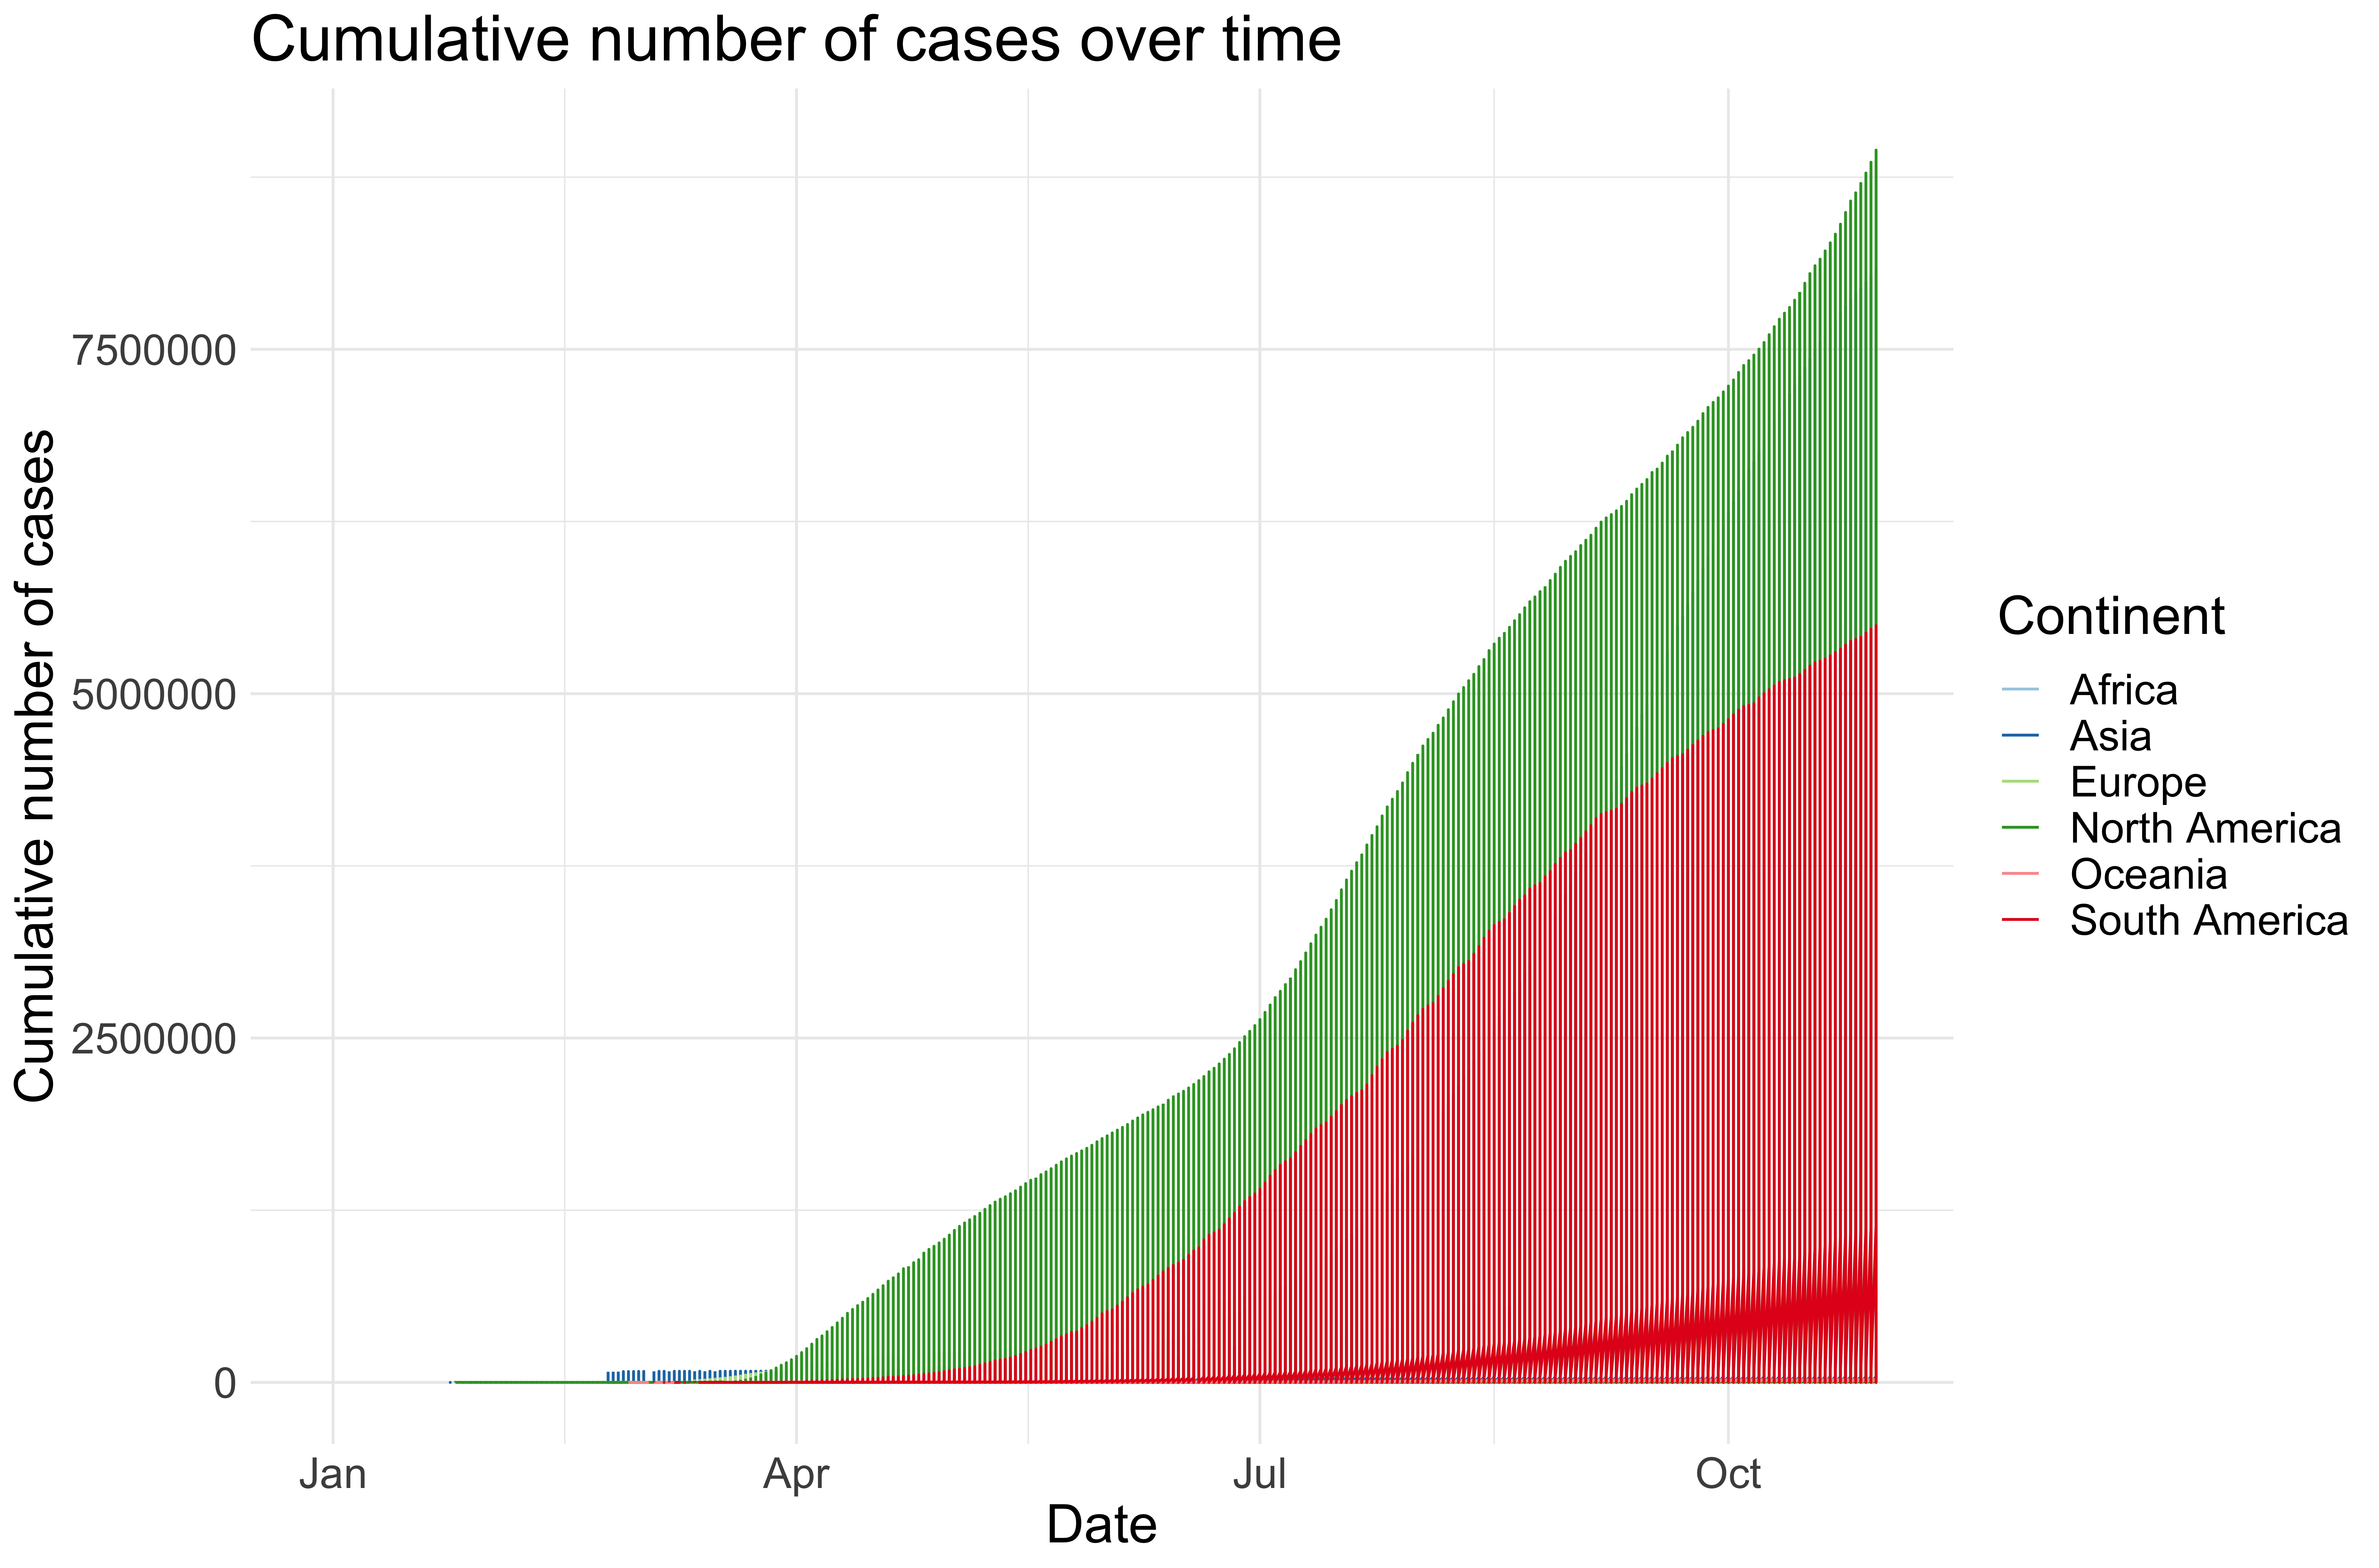 Cumulative number of cases over time
Cumulative number of cases
7500000
5000000
2500000
0
Jan
Apr
Jul
Oct
Date
Continent
Africa
Asia
Europe
North America
Oceania
South America